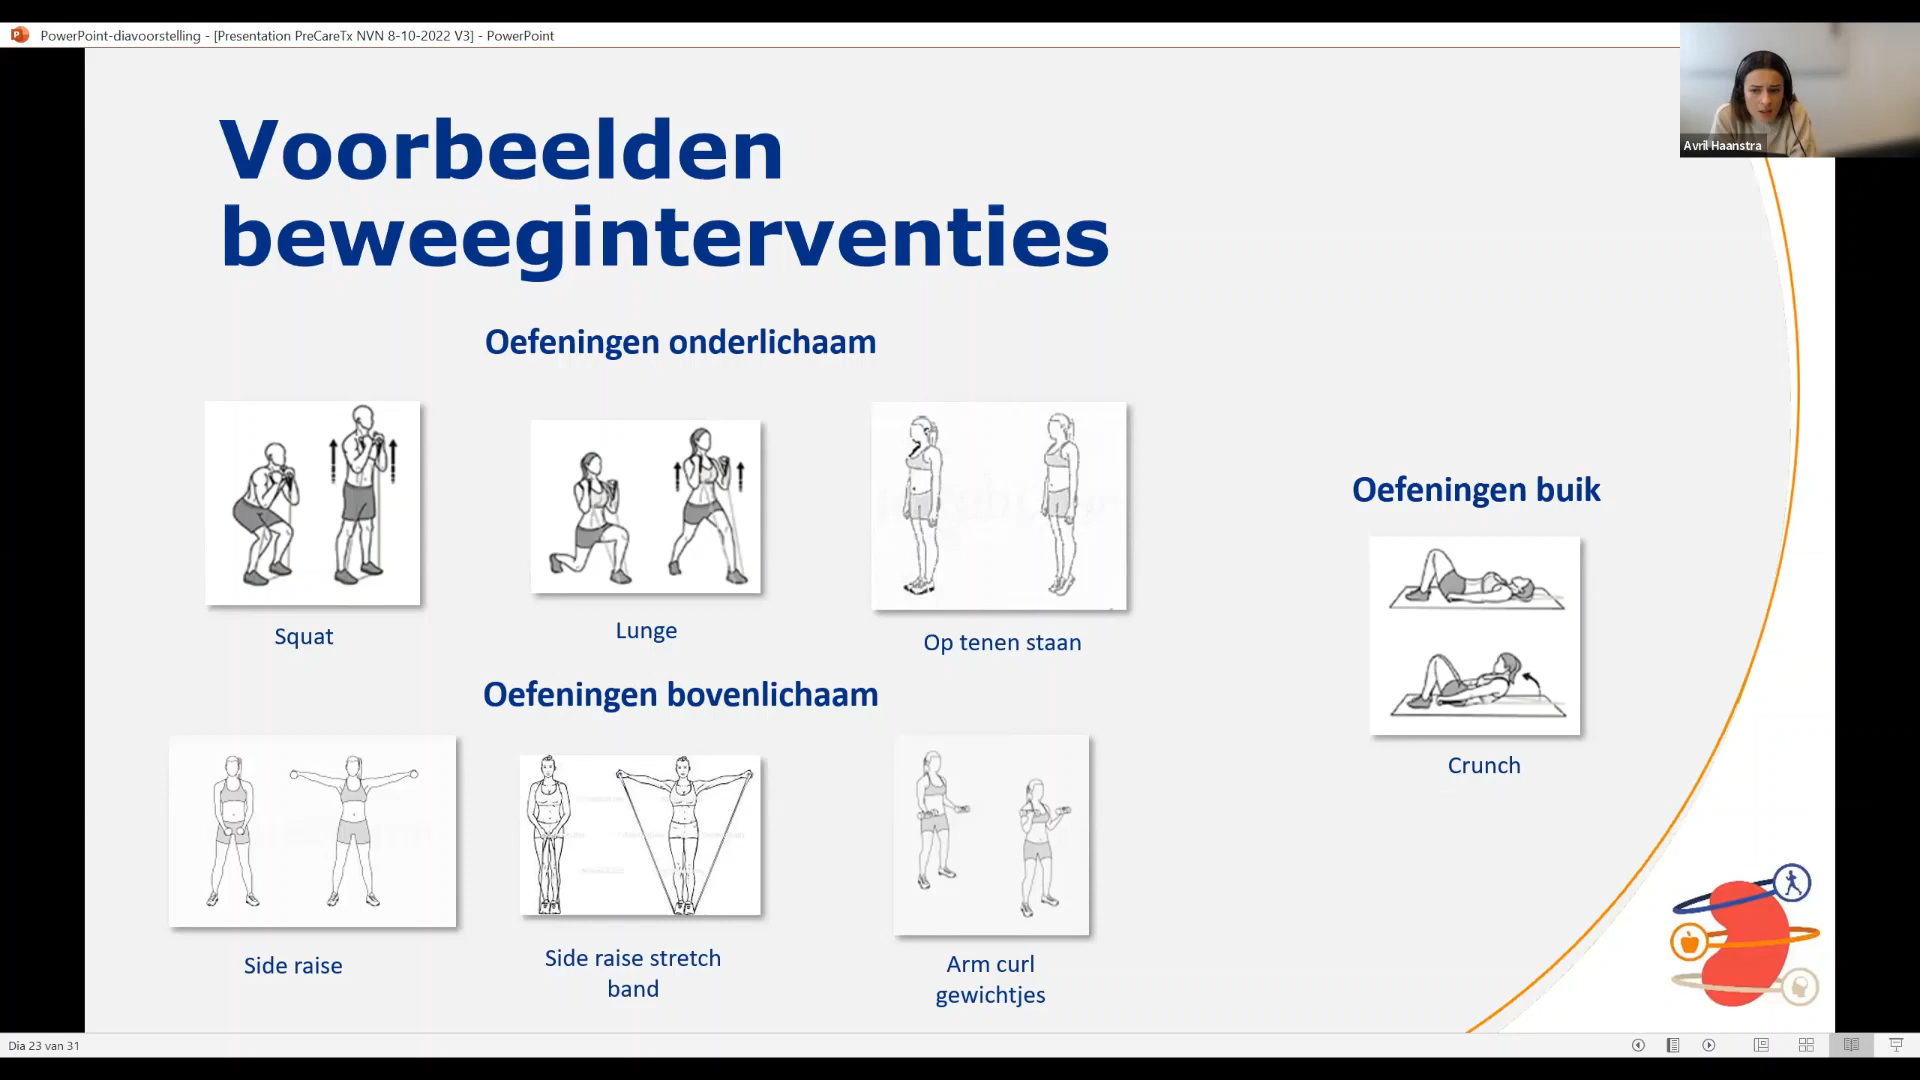 PowerPoint-diavoorstelling - [Presentation PreCareTx NVN 8-10-2022 V3] - PowerPoint
Avril Haanstra
Voorbeelden
beweeginterventies
Oefeningen onderlichaam
Squat
Lunge
Op tenen staan
Oefeningen buik
Crunch
Oefeningen bovenlichaam
Side raise
Side raise stretch
band
Arm curl
gewichtjes
Dia 23 van 31